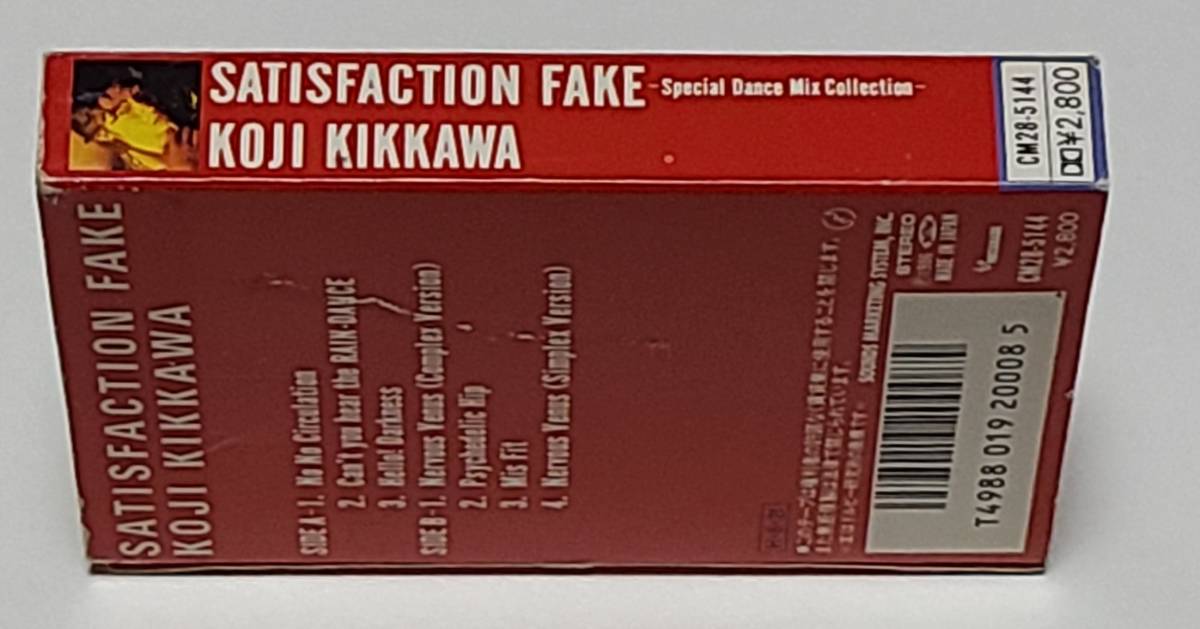 SATISFACTION FAKE -Special Dance Mix Collection-
KOJI KIKKAWA
CM28-5144
¥2,800
SATISFACTION FAKE
KOJI KIKKAWA
SIDE A-1. No No Circulation
2. Can't you hear the RAIN-DANCE
3. Hello! Darkness
SIDE B-1. Nervous Venus (Complex Version)
2. Psychedelic Hip
3. Mis Fit
4. Nervous Venus (Simplex Version)
SOUNDS MARKETING SYSTEM, INC.
STEREO
MADE IN JAPAN
CM28-5144
¥2,800
T4988 019 20008 5